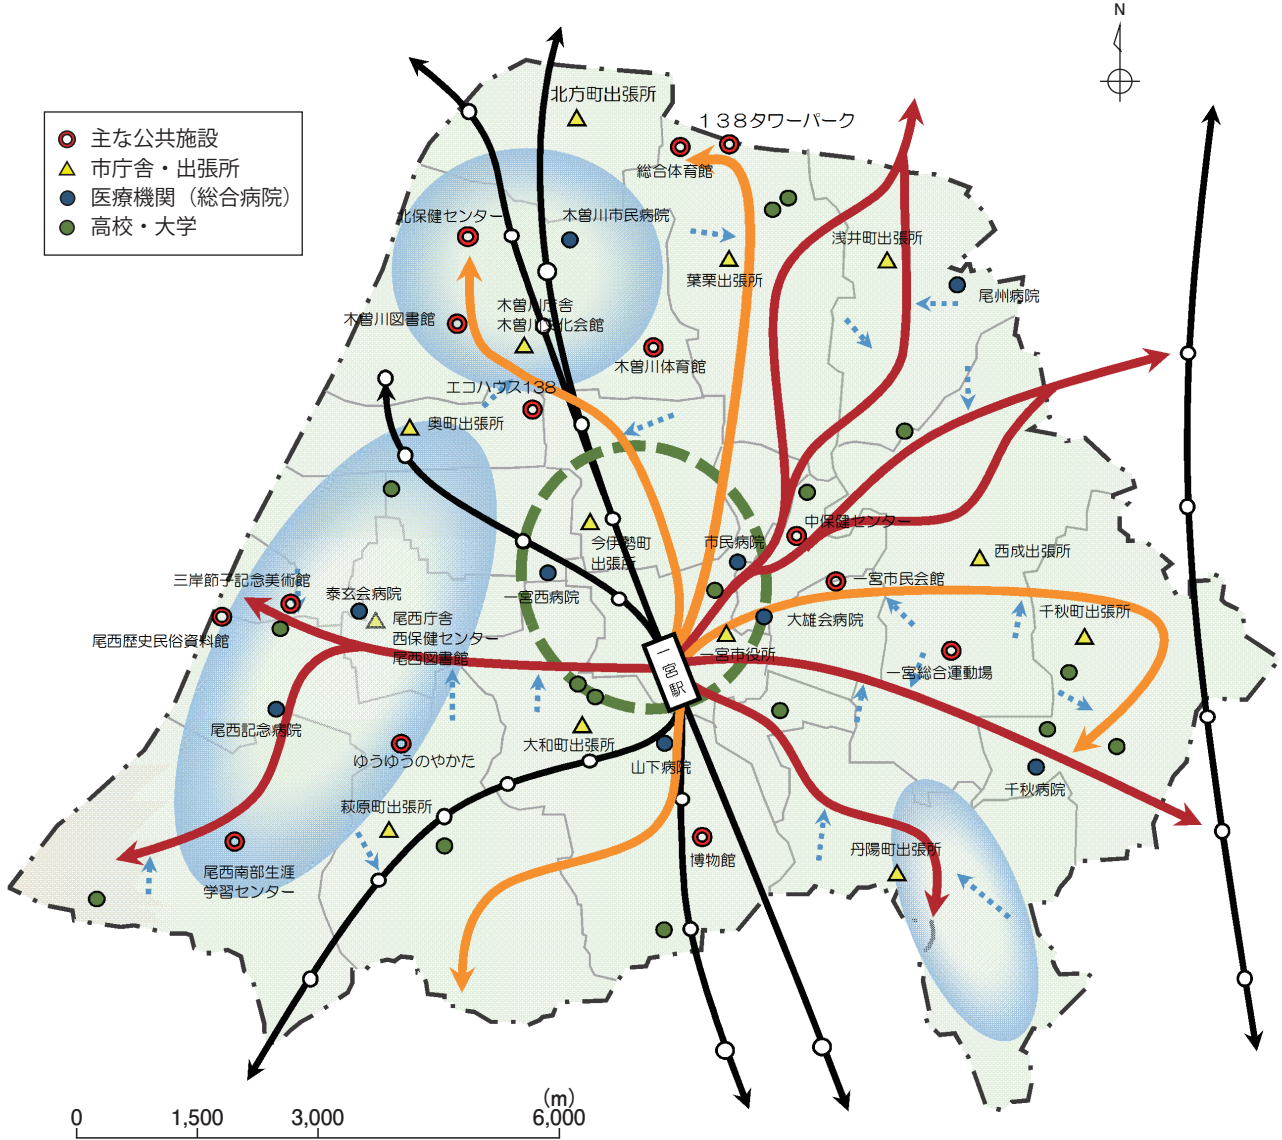 N
主な公共施設
市庁舎・出張所
医療機関（総合病院）
高校・大学
北方町出張所
138タワーパーク
総合体育館
北保健センター
木曽川市民病院
浅井町出張所
葉栗出張所
尾州病院
木曽川庁舎
木曽川文化会館
木曽川図書館
木曽川体育館
エコハウス138
奥町出張所
今伊勢町
出張所
市民病院
中保健センター
西成出張所
三岸節子記念美術館
泰玄会病院
一宮西病院
一宮市民会館
千秋町出張所
尾西歴史民俗資料館
尾西庁舎
西保健センター
尾西図書館
大雄会病院
一宮市役所
一宮駅
一宮総合運動場
尾西記念病院
ゆうゆうのやかた
大和町出張所
山下病院
千秋病院
萩原町出張所
博物館
丹陽町出張所
尾西南部生涯
学習センター
(m)
0 1,500 3,000 6,000